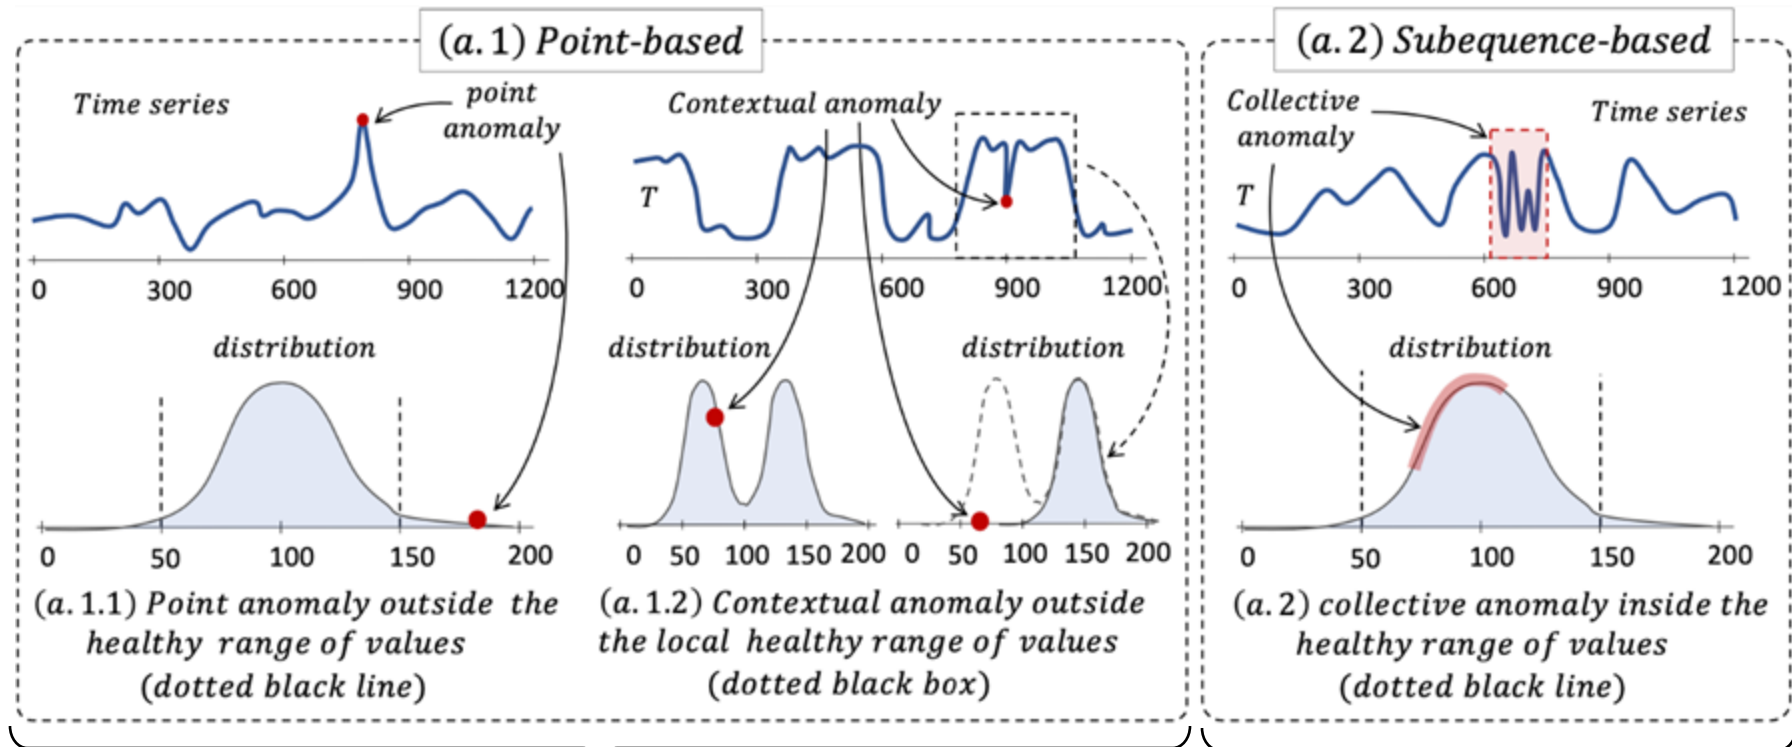 (a. 1) Point-based
Time series
point
anomaly
0 300 600 900 1200
distribution
0 50 100 150 200
(a. 1.1) Point anomaly outside the
healthy range of values
(dotted black line)
Contextual anomaly
T
0 300 600 900 1200
distribution
distribution
0 50 100 150 200
0 50 100 150 200
(a. 1.2) Contextual anomaly outside
the local healthy range of values
(dotted black box)
(a. 2) Subequence-based
Collective
anomaly
Time series
T
0 300 600 900 1200
distribution
0 50 100 150 200
(a. 2) collective anomaly inside the
healthy range of values
(dotted black line)